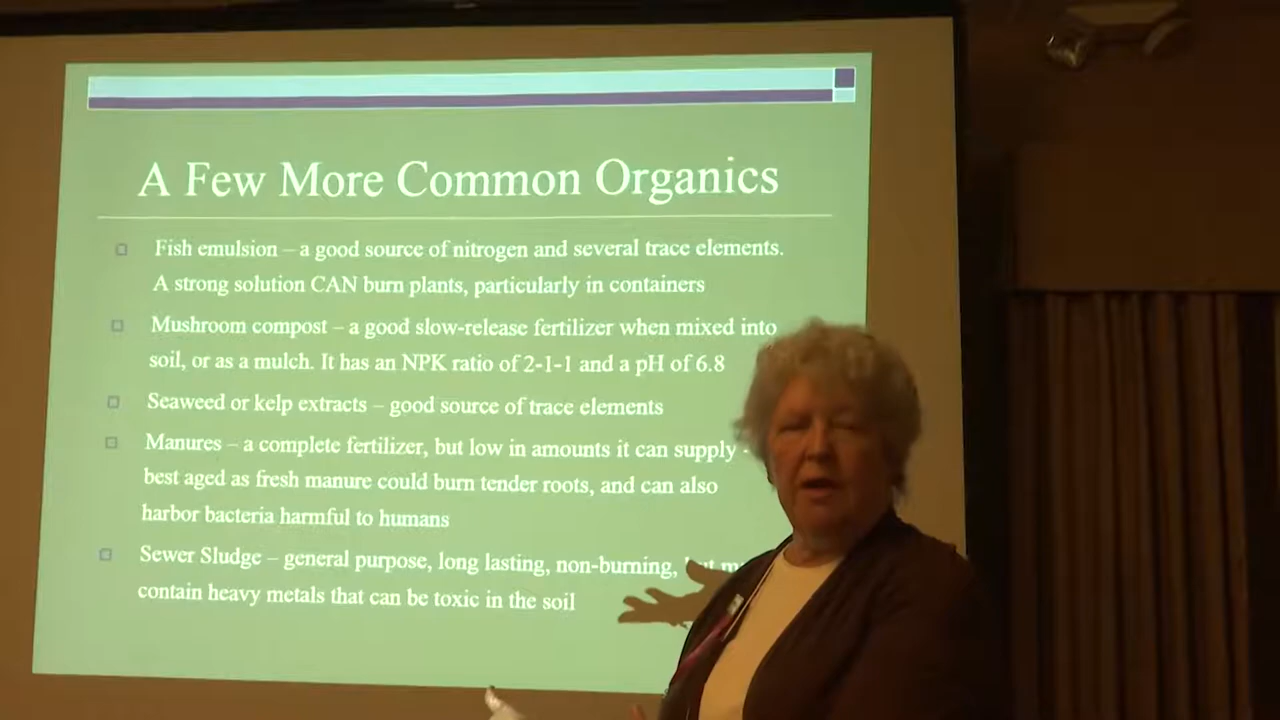 A Few More Common Organics
Fish emulsion – a good source of nitrogen and several trace elements.
A strong solution CAN burn plants, particularly in containers
Mushroom compost – a good slow-release fertilizer when mixed into
soil, or as a mulch. It has an NPK ratio of 2-1-1 and a pH of 6.8
Seaweed or kelp extracts – good source of trace elements
Manures – a complete fertilizer, but low in amounts it can supply -
best aged as fresh manure could burn tender roots, and can also
harbor bacteria harmful to humans
Sewer Sludge – general purpose, long lasting, non-burning,
contain heavy metals that can be toxic in the soil